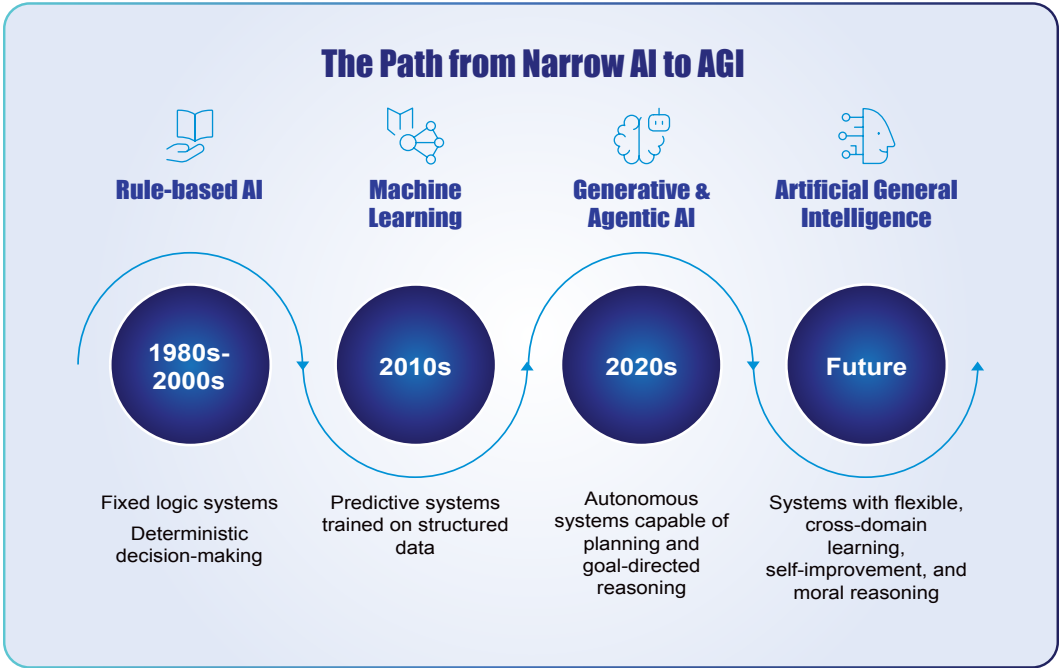 The Path from Narrow AI to AGI
Rule-based AI
Machine
Learning
Generative &
Agentic AI
Artificial General
Intelligence
1980s-
2000s
2010s
2020s
Future
Fixed logic systems
Deterministic
decision-making
Predictive systems
trained on structured
data
Autonomous
systems capable of
planning and
goal-directed
reasoning
Systems with flexible,
cross-domain
learning,
self-improvement, and
moral reasoning